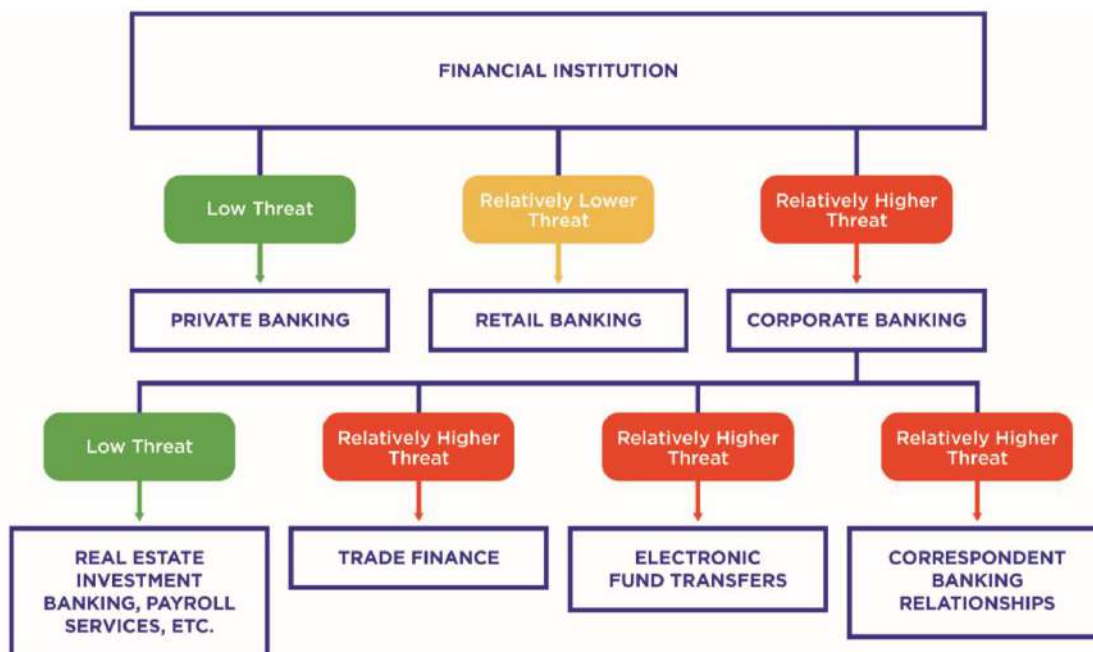 FINANCIAL INSTITUTION
Low Threat
Relatively Lower
Threat
Relatively Higher
Threat
PRIVATE BANKING
RETAIL BANKING
CORPORATE BANKING
Low Threat
Relatively Higher
Threat
Relatively Higher
Threat
Relatively Higher
Threat
REAL ESTATE
INVESTMENT
BANKING, PAYROLL
SERVICES, ETC.
TRADE FINANCE
ELECTRONIC
FUND TRANSFERS
CORRESPONDENT
BANKING
RELATIONSHIPS